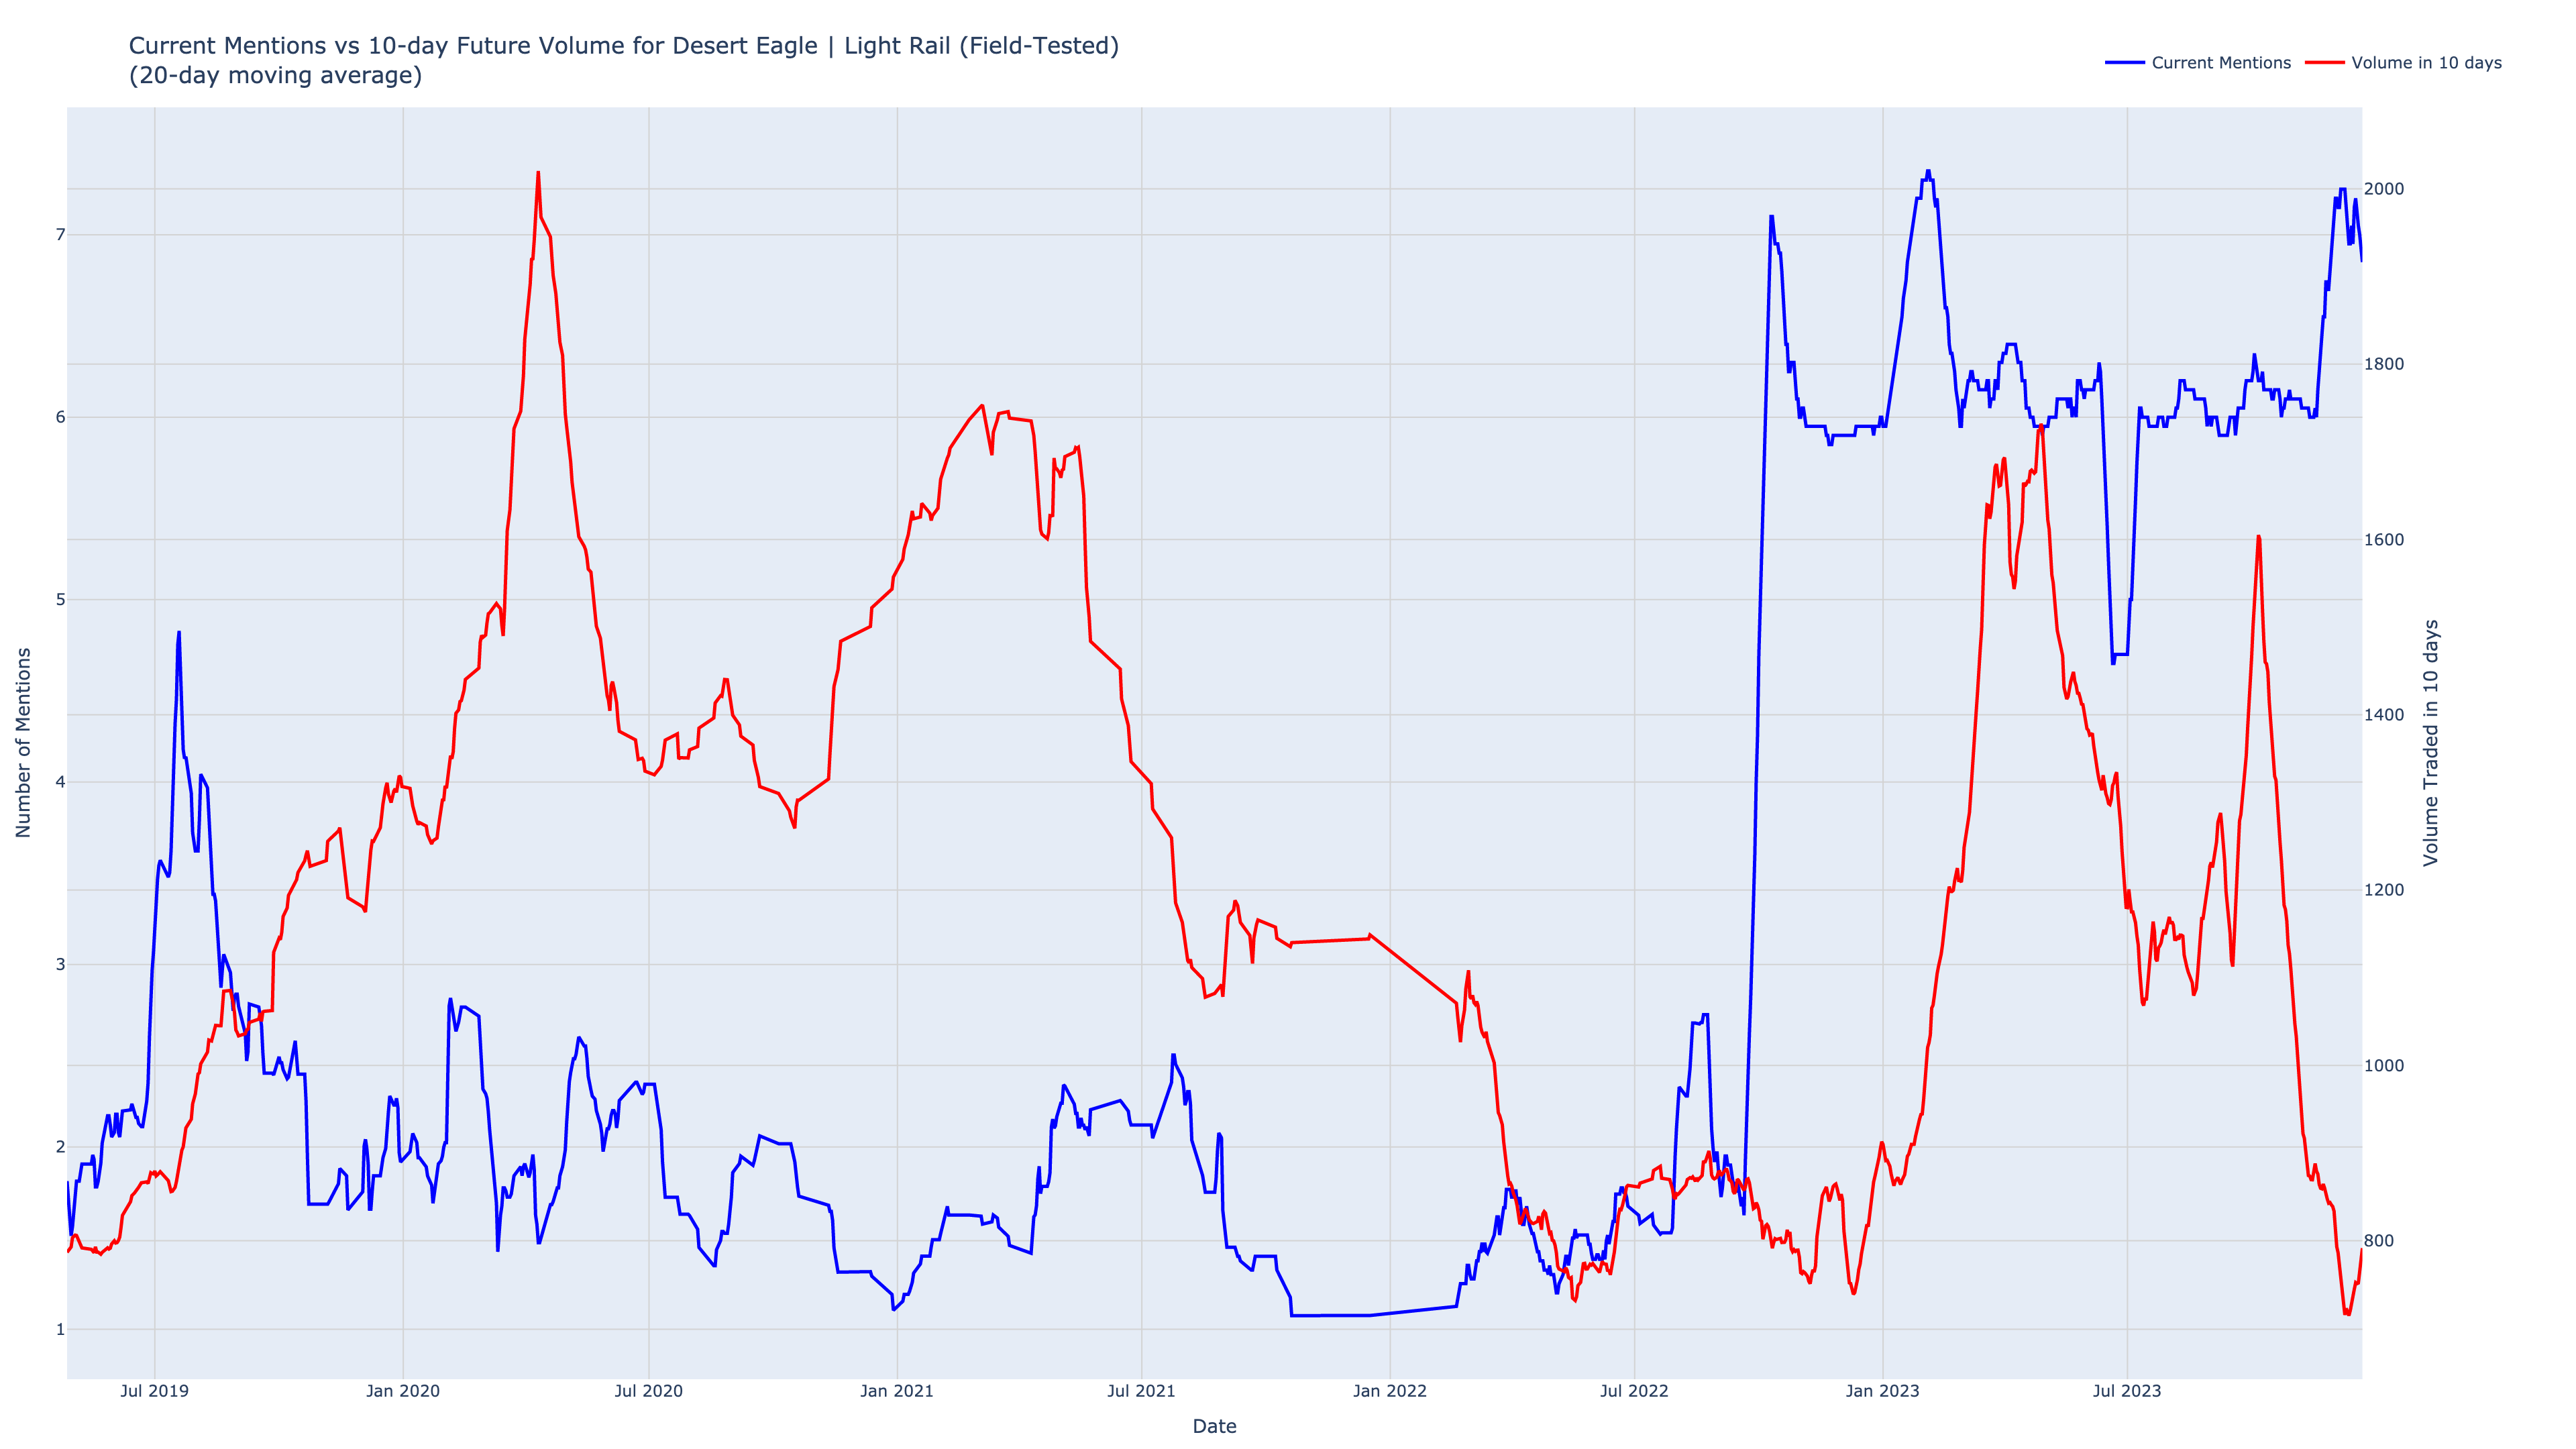 Current Mentions vs 10-day Future Volume for Desert Eagle | Light Rail (Field-Tested)
(20-day moving average)
Current Mentions
Volume in 10 days
Number of Mentions
7
6
5
4
3
2
1
2000
1800
1600
1400
1200
1000
800
Volume Traded in 10 days
Jul 2019
Jan 2020
Jul 2020
Jan 2021
Jul 2021
Jan 2022
Jul 2022
Jan 2023
Jul 2023
Date